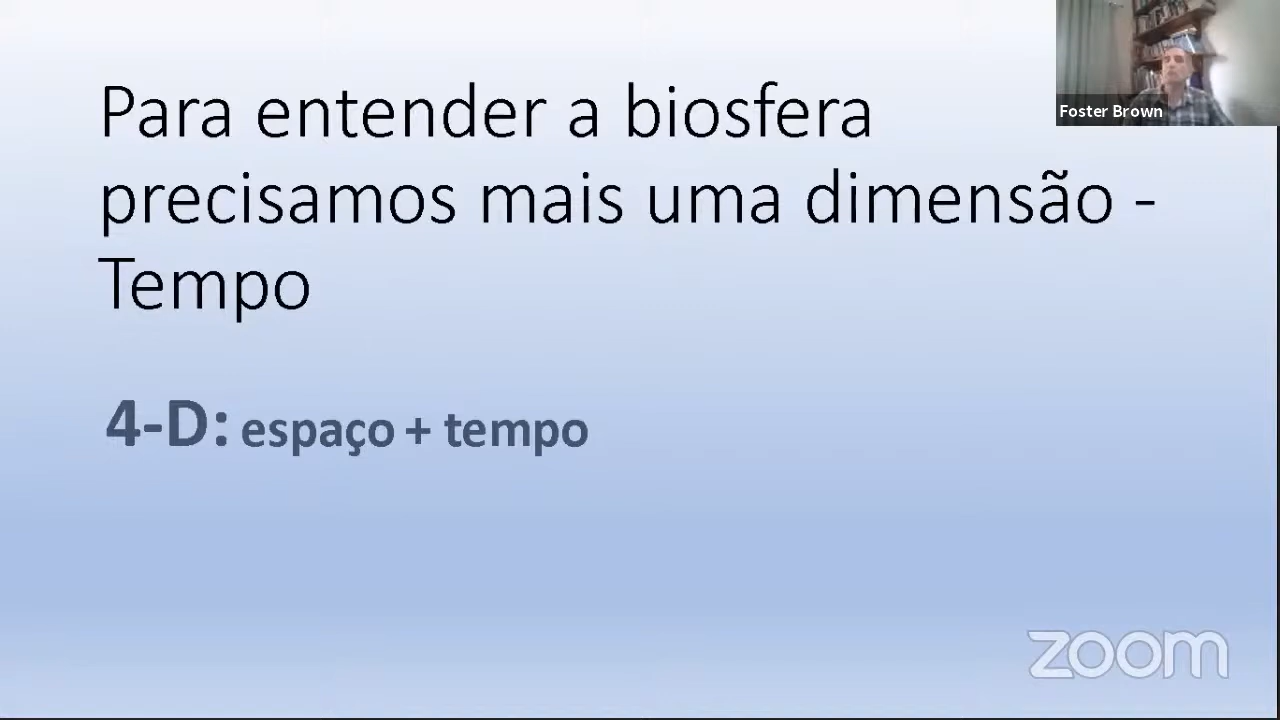 Para entender a biosfera
precisamos mais uma dimensão -
Tempo
4-D: espaço + tempo
Foster Brown
zoom